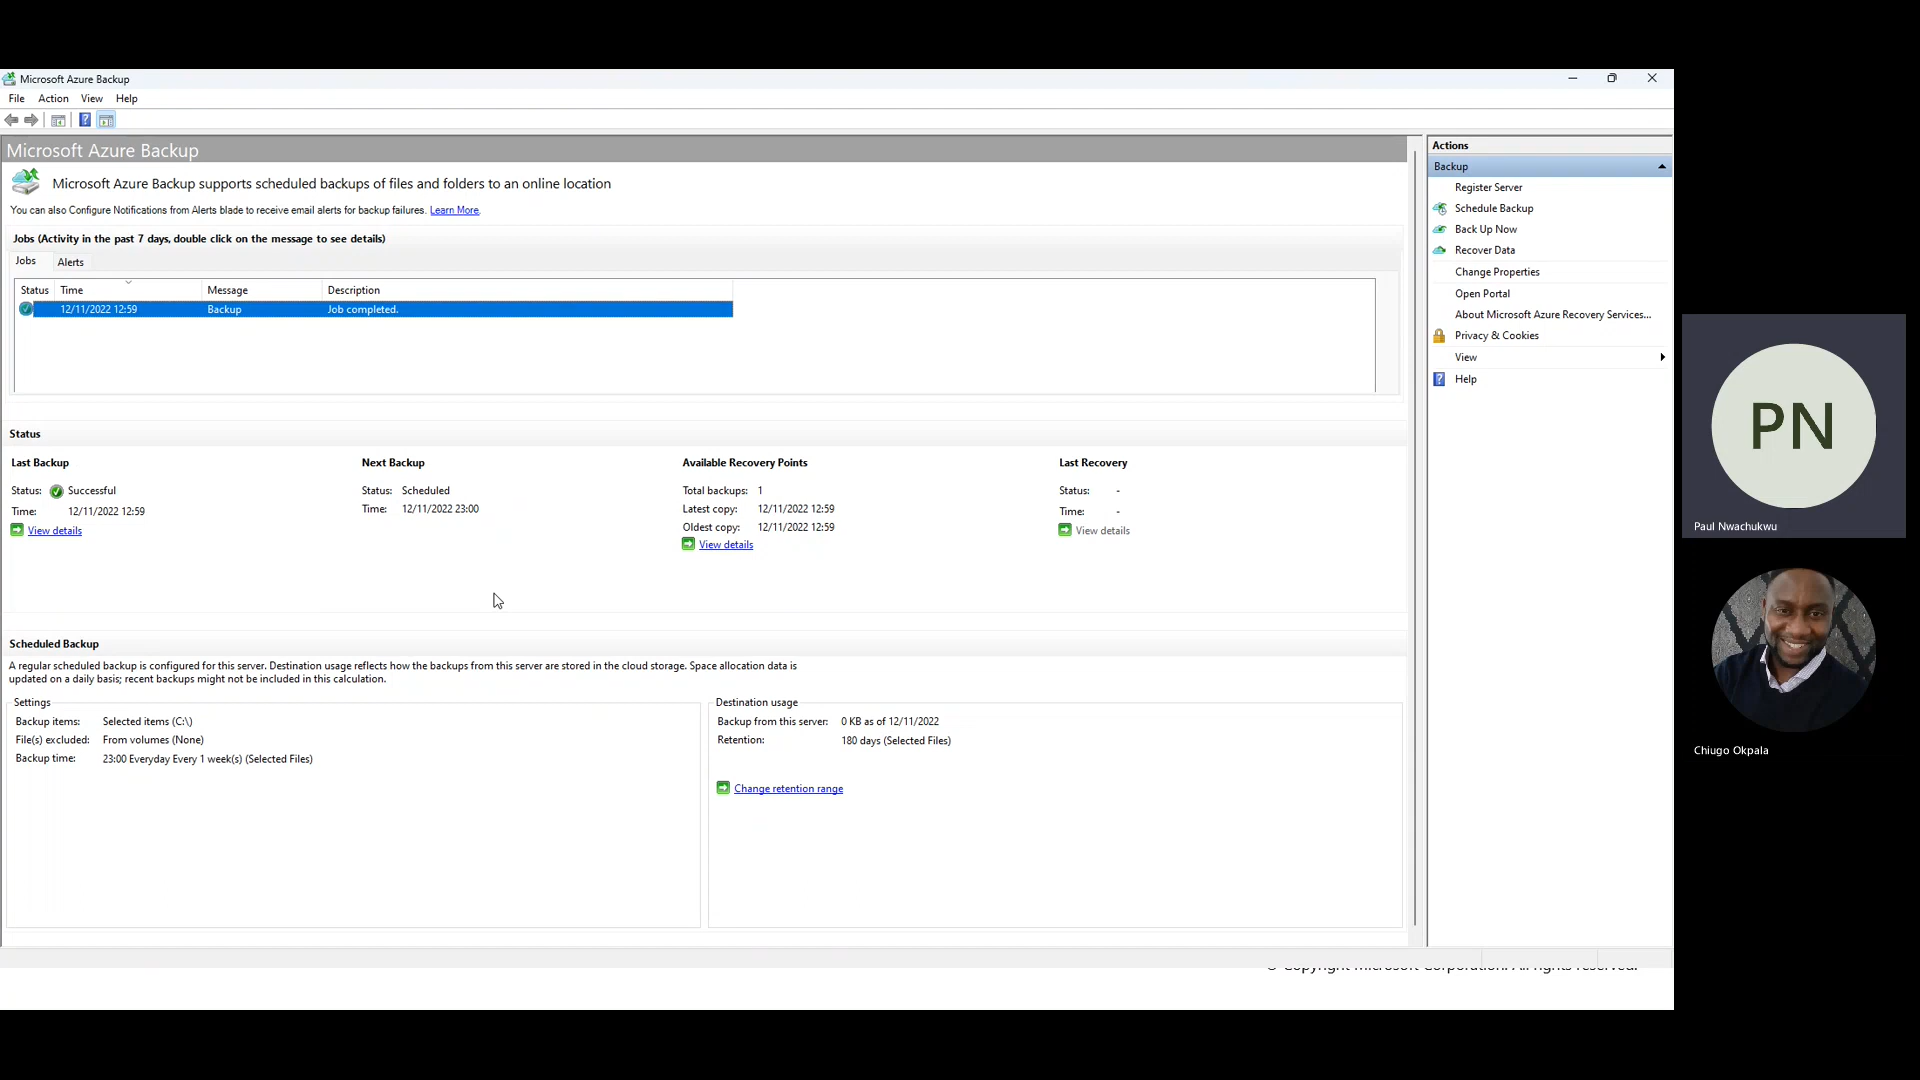 Microsoft Azure Backup
File Action View Help
Microsoft Azure Backup
Microsoft Azure Backup supports scheduled backups of files and folders to an online location
You can also Configure Notifications from Alerts blade to receive email alerts for backup failures. Learn More.
Jobs (Activity in the past 7 days, double click on the message to see details)
Jobs Alerts
Status Time Message Description
12/11/2022 12:59 Backup Job completed.
Status
Last Backup
Status: Successful
Time: 12/11/2022 12:59
View details
Next Backup
Status: Scheduled
Time: 12/11/2022 23:00
Available Recovery Points
Total backups: 1
Latest copy: 12/11/2022 12:59
Oldest copy: 12/11/2022 12:59
View details
Last Recovery
Status: -
Time: -
View details
Scheduled Backup
A regular scheduled backup is configured for this server. Destination usage reflects how the backups from this server are stored in the cloud storage. Space allocation data is
updated on a daily basis; recent backups might not be included in this calculation.
Settings
Backup items: Selected items (C:\)
File(s) excluded: From volumes (None)
Backup time: 23:00 Everyday Every 1 week(s) (Selected Files)
Destination usage
Backup from this server: 0 KB as of 12/11/2022
Retention: 180 days (Selected Files)
Change retention range
Actions
Backup
Register Server
Schedule Backup
Back Up Now
Recover Data
Change Properties
Open Portal
About Microsoft Azure Recovery Services...
Privacy & Cookies
View
Help
© Copyright Microsoft Corporation. All rights reserved.
PN
Paul Nwachukwu
Chiugo Okpala